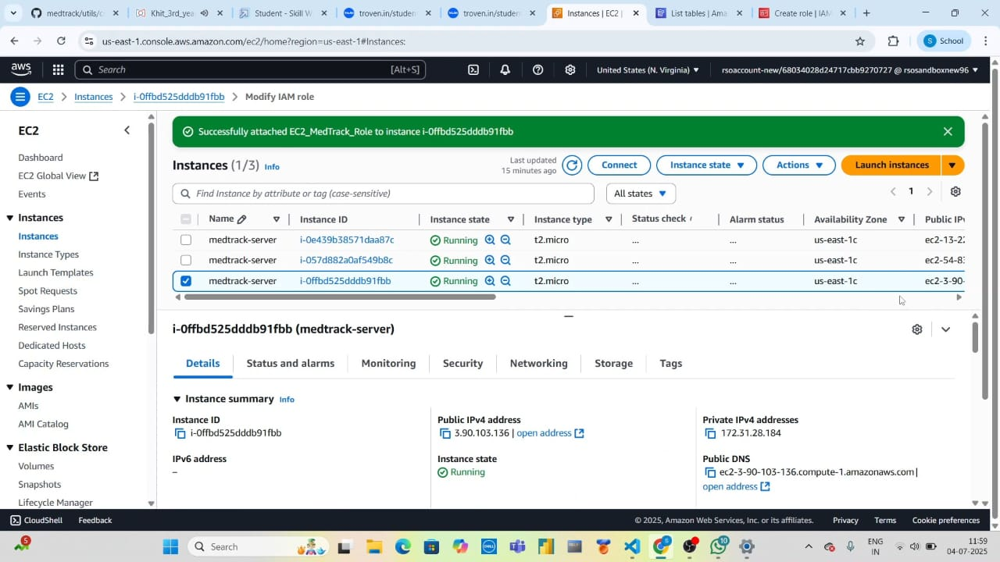 medtrack/utils/c
Khit_3rd_yea
Student - Skill W
troven.in/studen
troven.in/studen
Instances | EC2 |
List tables | Ama
Create role | IAM
us-east-1.console.aws.amazon.com/ec2/home?region=us-east-1#Instances:
S School
aws
Search [Alt+S]
United States (N. Virginia)
rsoaccount-new/68034028d24717cbb9270727 @ rsosandboxnew96
EC2 > Instances > i-0ffbd525dddb91fbb > Modify IAM role
EC2
Dashboard
EC2 Global View
Events
Instances
Instances
Instance Types
Launch Templates
Spot Requests
Savings Plans
Reserved Instances
Dedicated Hosts
Capacity Reservations
Images
AMIs
AMI Catalog
Elastic Block Store
Volumes
Snapshots
Lifecycle Manager
Successfully attached EC2_MedTrack_Role to instance i-0ffbd525dddb91fbb
Instances (1/3) Info
Last updated
15 minutes ago
Connect
Instance state
Actions
Launch instances
Find Instance by attribute or tag (case-sensitive)
All states
1
Name Instance ID Instance state Instance type Status check Alarm status Availability Zone Public IPv
medtrack-server i-0e439b38571daa87c Running t2.micro ... ... us-east-1c ec2-13-22
medtrack-server i-057d882a0af549b8c Running t2.micro ... ... us-east-1c ec2-54-83
medtrack-server i-0ffbd525dddb91fbb Running t2.micro ... ... us-east-1c ec2-3-90-
i-0ffbd525dddb91fbb (medtrack-server)
Details Status and alarms Monitoring Security Networking Storage Tags
Instance summary Info
Instance ID
i-0ffbd525dddb91fbb
Public IPv4 address
3.90.103.136 | open address
Private IPv4 addresses
172.31.28.184
IPv6 address
–
Instance state
Running
Public DNS
ec2-3-90-103-136.compute-1.amazonaws.com |
open address
CloudShell Feedback
© 2025, Amazon Web Services, Inc. or its affiliates. Privacy Terms Cookie preferences
5
Search
DELL
5
10
ENG
IN
11:59
04-07-2025